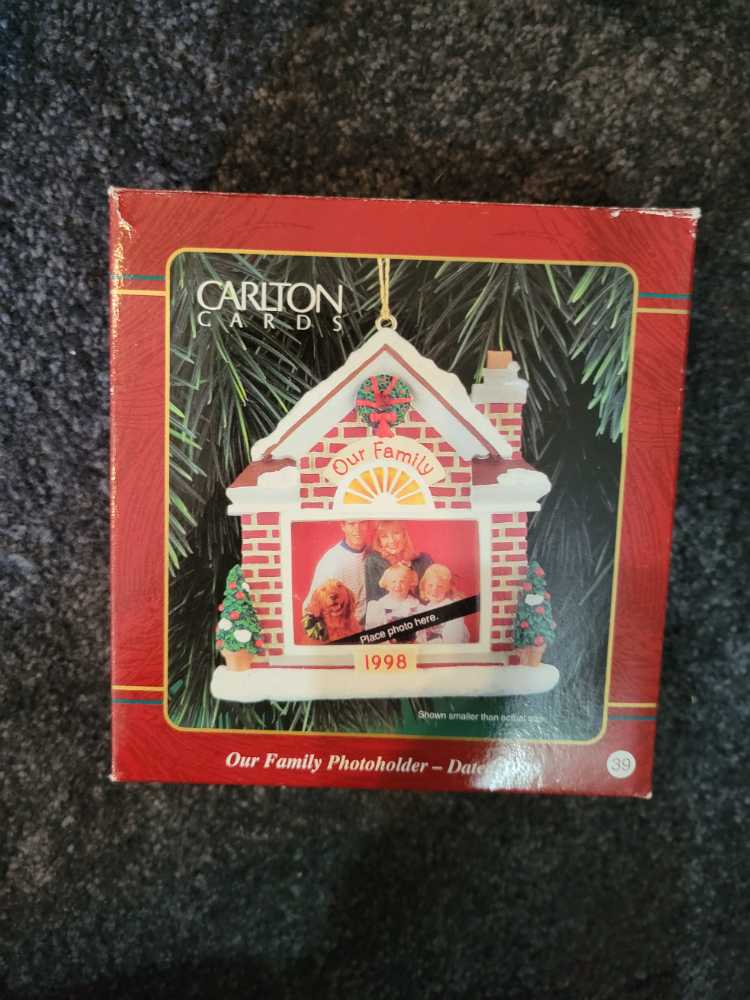 CARLTON
CARDS
Our Family
Place photo here.
1998
Shown smaller than actual size.
Our Family Photoholder – Dated
39